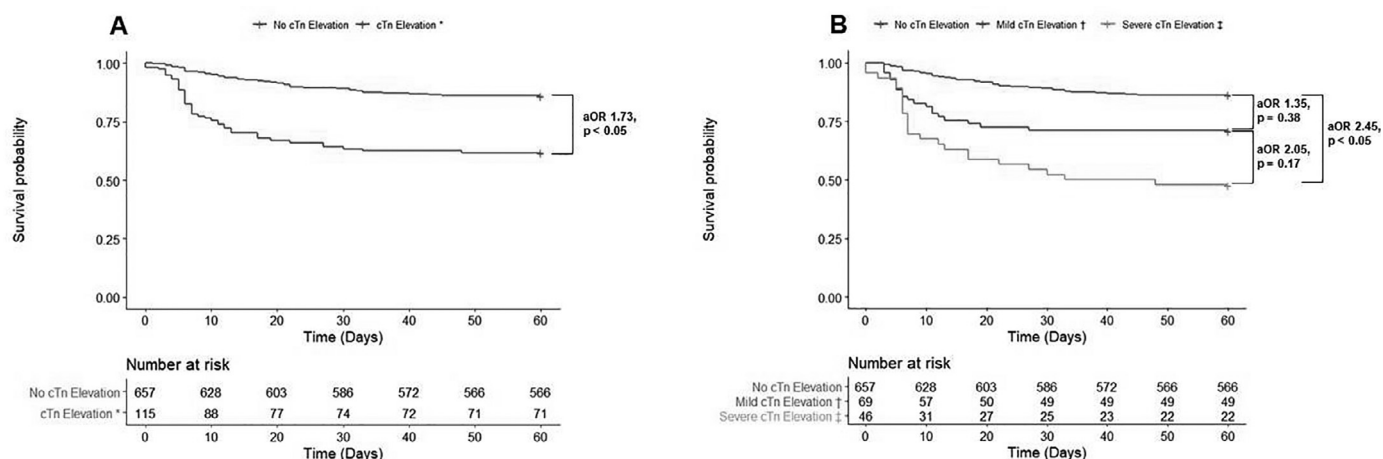 A
No cTn Elevation cTn Elevation *
Survival probability
1.00
0.75
0.50
0.25
0.00
aOR 1.73,
p < 0.05
0 10 20 30 40 50 60
Time (Days)
Number at risk
No cTn Elevation 657 628 603 586 572 566 566
cTn Elevation * 115 88 77 74 72 71 71
0 10 20 30 40 50 60
Time (Days)
B
No cTn Elevation Mild cTn Elevation † Severe cTn Elevation ‡
Survival probability
1.00
0.75
0.50
0.25
0.00
aOR 1.35,
p = 0.38
aOR 2.05,
p = 0.17
aOR 2.45,
p < 0.05
0 10 20 30 40 50 60
Time (Days)
Number at risk
No cTn Elevation 657 628 603 586 572 566 566
Mild cTn Elevation † 69 57 50 49 49 49 49
Severe cTn Elevation ‡ 46 31 27 25 23 22 22
0 10 20 30 40 50 60
Time (Days)